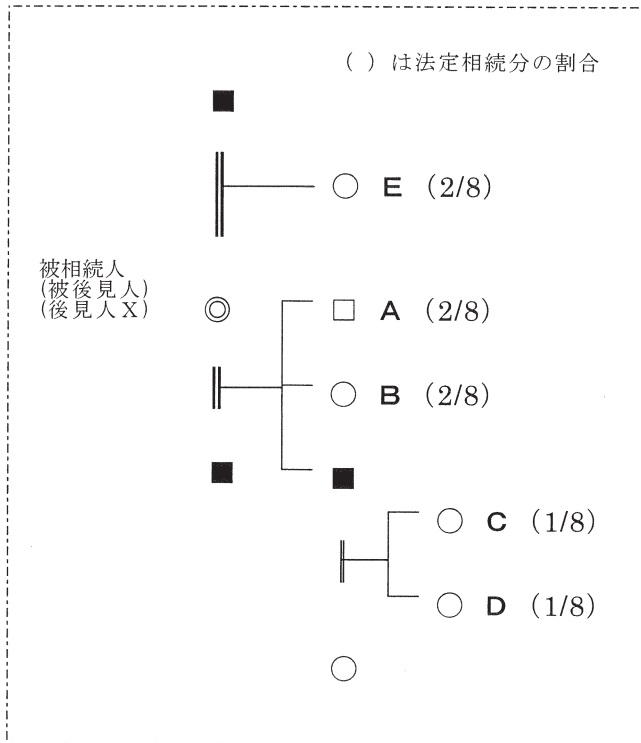 ( ) は法定相続分の割合
E (2/8)
被相続人
(被後見人)
(後見人X)
A (2/8)
B (2/8)
C (1/8)
D (1/8)